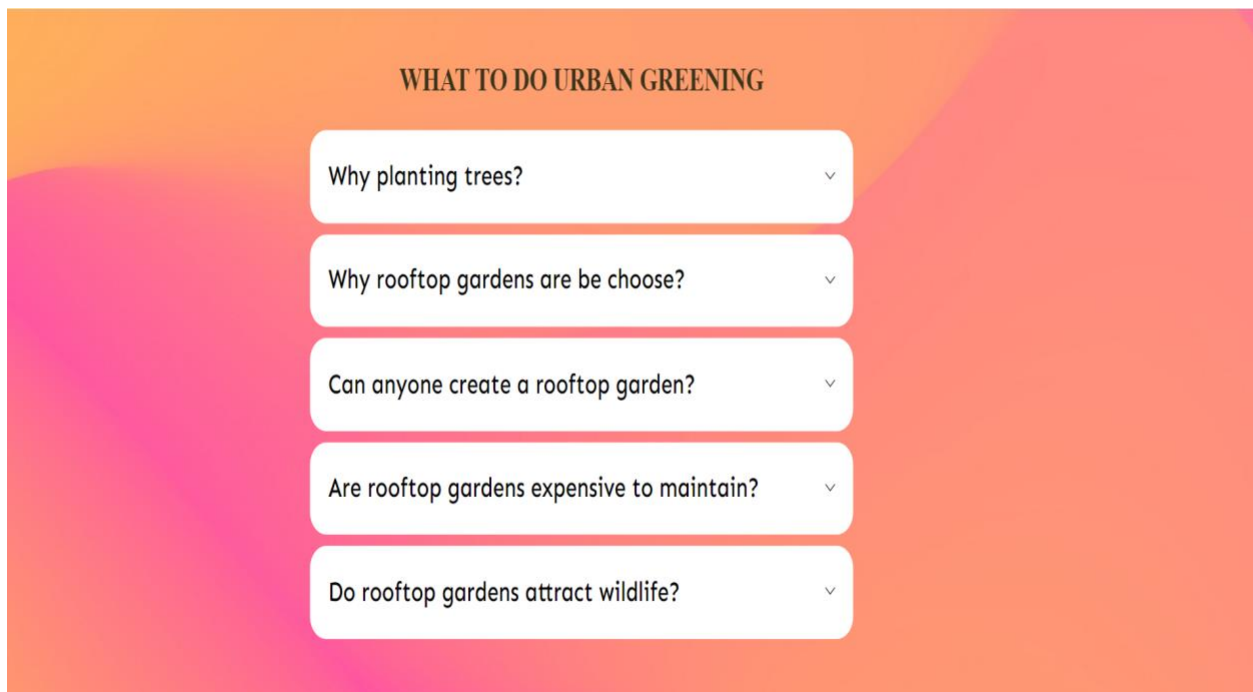 WHAT TO DO URBAN GREENING
Why planting trees?
Why rooftop gardens are be choose?
Can anyone create a rooftop garden?
Are rooftop gardens expensive to maintain?
Do rooftop gardens attract wildlife?